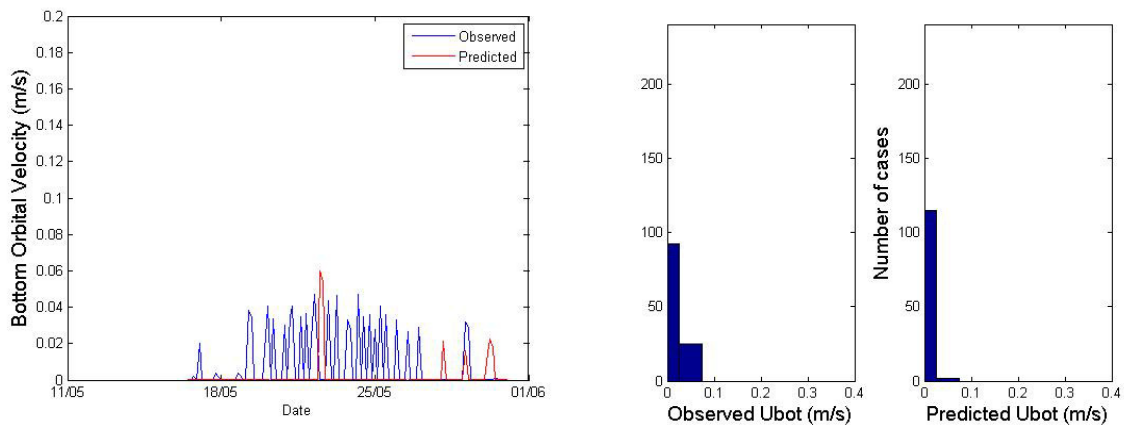 0.2
0.18
0.16
0.14
0.12
0.1
0.08
0.06
0.04
0.02
0
Bottom Orbital Velocity (m/s)
11/05 18/05 25/05 01/06
Date
Observed
Predicted
200
150
100
50
0
0 0.1 0.2 0.3 0.4
Observed Ubot (m/s)
Number of cases
200
150
100
50
0
0 0.1 0.2 0.3 0.4
Predicted Ubot (m/s)